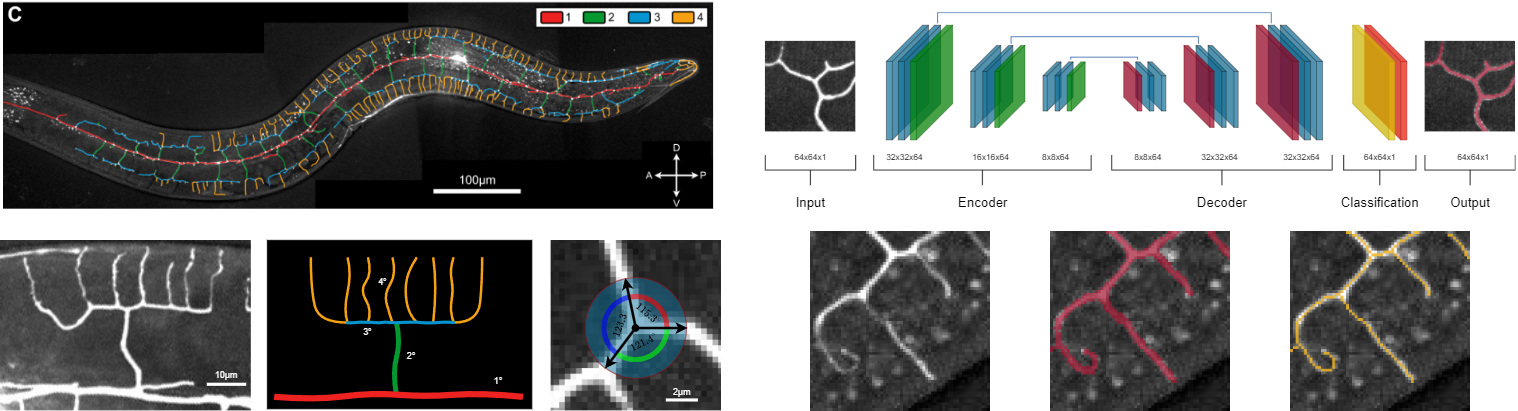 C
1 2 3 4
100µm
D
A P
V
64x64x1 32x32x64 16x16x64 8x8x64 8x8x64 32x32x64 32x32x64 64x64x1 64x64x1
Input Encoder Decoder Classification Output
10µm
4°
3°
2°
1°
115.3°
123.3°
121.4°
2µm